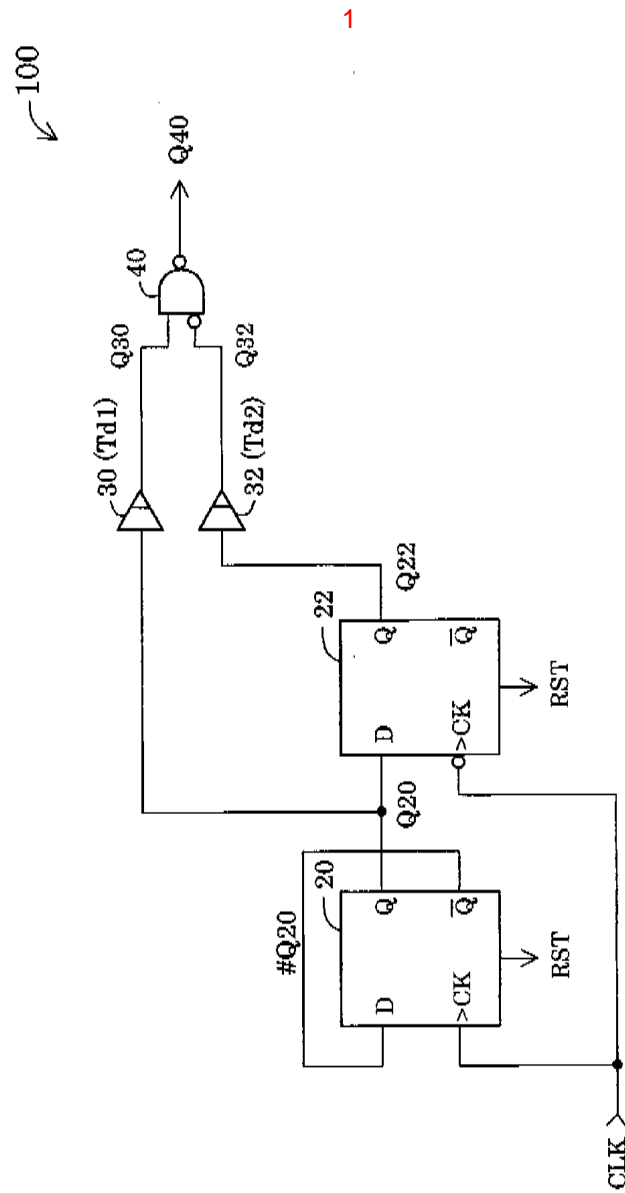 1
100
Q40
40
Q30
Q32
30 (Td1)
32 (Td2)
Q22
22
D
Q
>CK
Q̅
RST
Q20
#Q20
20
D
Q
>CK
Q̅
RST
CLK